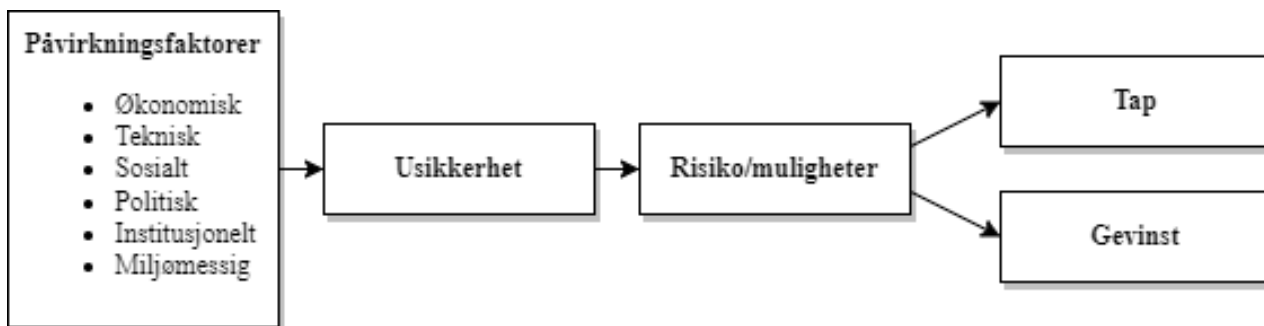 Påvirkningsfaktorer
• Økonomisk
• Teknisk
• Sosialt
• Politisk
• Institusjonelt
• Miljømessig
Usikkerhet
Risiko/muligheter
Tap
Gevinst